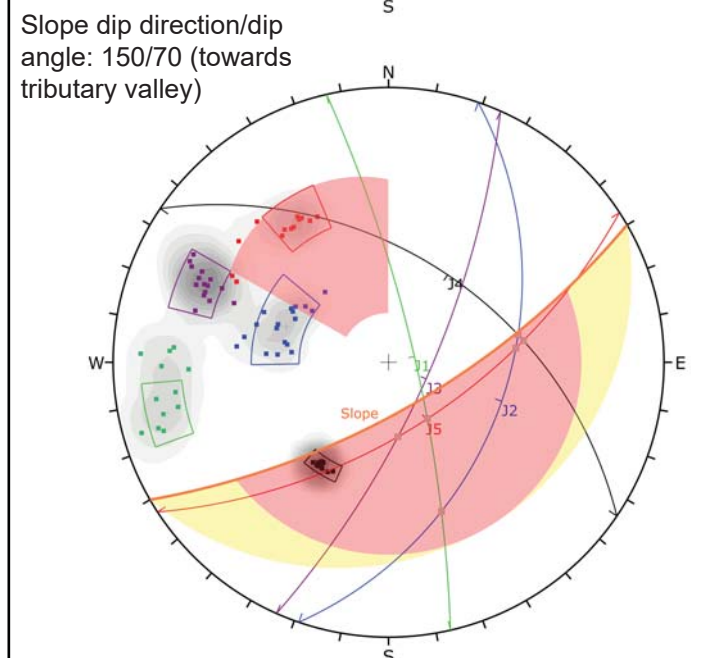 S
Slope dip direction/dip
angle: 150/70 (towards
tributary valley)
N
J4
W
E
J1
J3
Slope
J2
J5
S